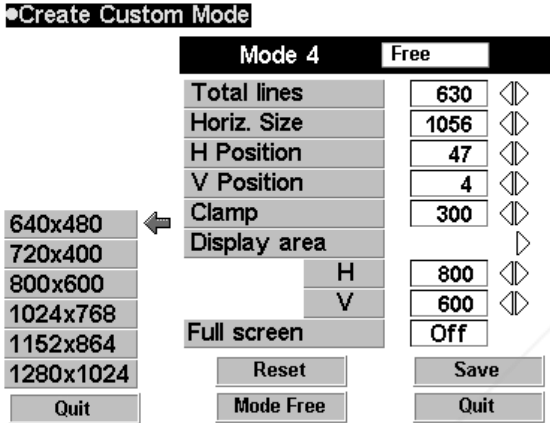 ●Create Custom Mode
Mode 4 Free
Total lines 630
Horiz. Size 1056
H Position 47
V Position 4
Clamp 300
Display area
H 800
V 600
Full screen Off
Reset Save
Mode Free Quit
640x480
720x400
800x600
1024x768
1152x864
1280x1024
Quit